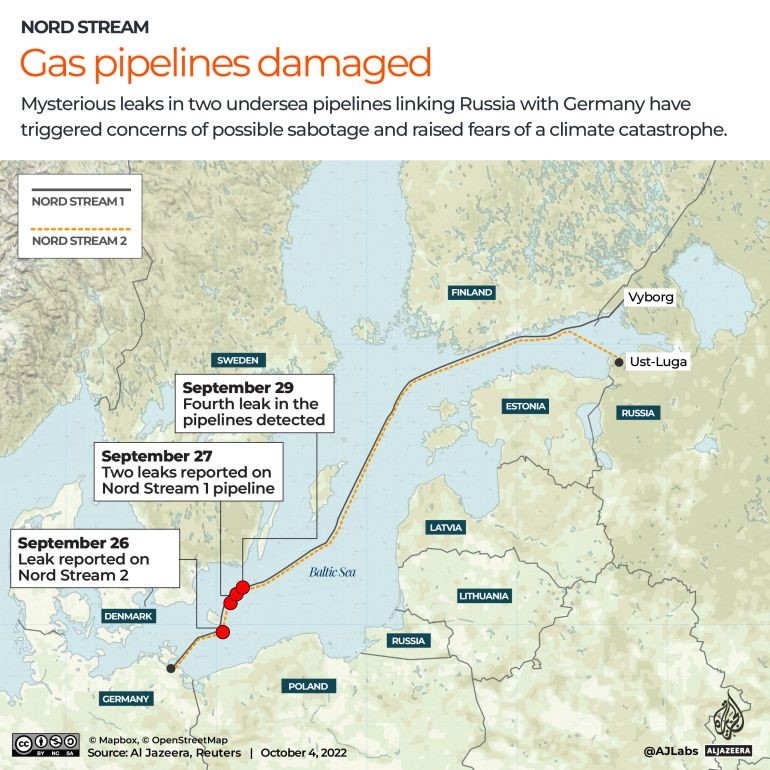 NORD STREAM
Gas pipelines damaged
Mysterious leaks in two undersea pipelines linking Russia with Germany have
triggered concerns of possible sabotage and raised fears of a climate catastrophe.
NORD STREAM 1
NORD STREAM 2
FINLAND
Vyborg
SWEDEN
Ust-Luga
September 29
Fourth leak in the
pipelines detected
ESTONIA
RUSSIA
September 27
Two leaks reported on
Nord Stream 1 pipeline
LATVIA
September 26
Leak reported on
Nord Stream 2
Baltic Sea
LITHUANIA
DENMARK
RUSSIA
POLAND
GERMANY
cc BY NC SA
© Mapbox, © OpenStreetMap
Source: Al Jazeera, Reuters | October 4, 2022
@AJLabs
ALJAZEERA